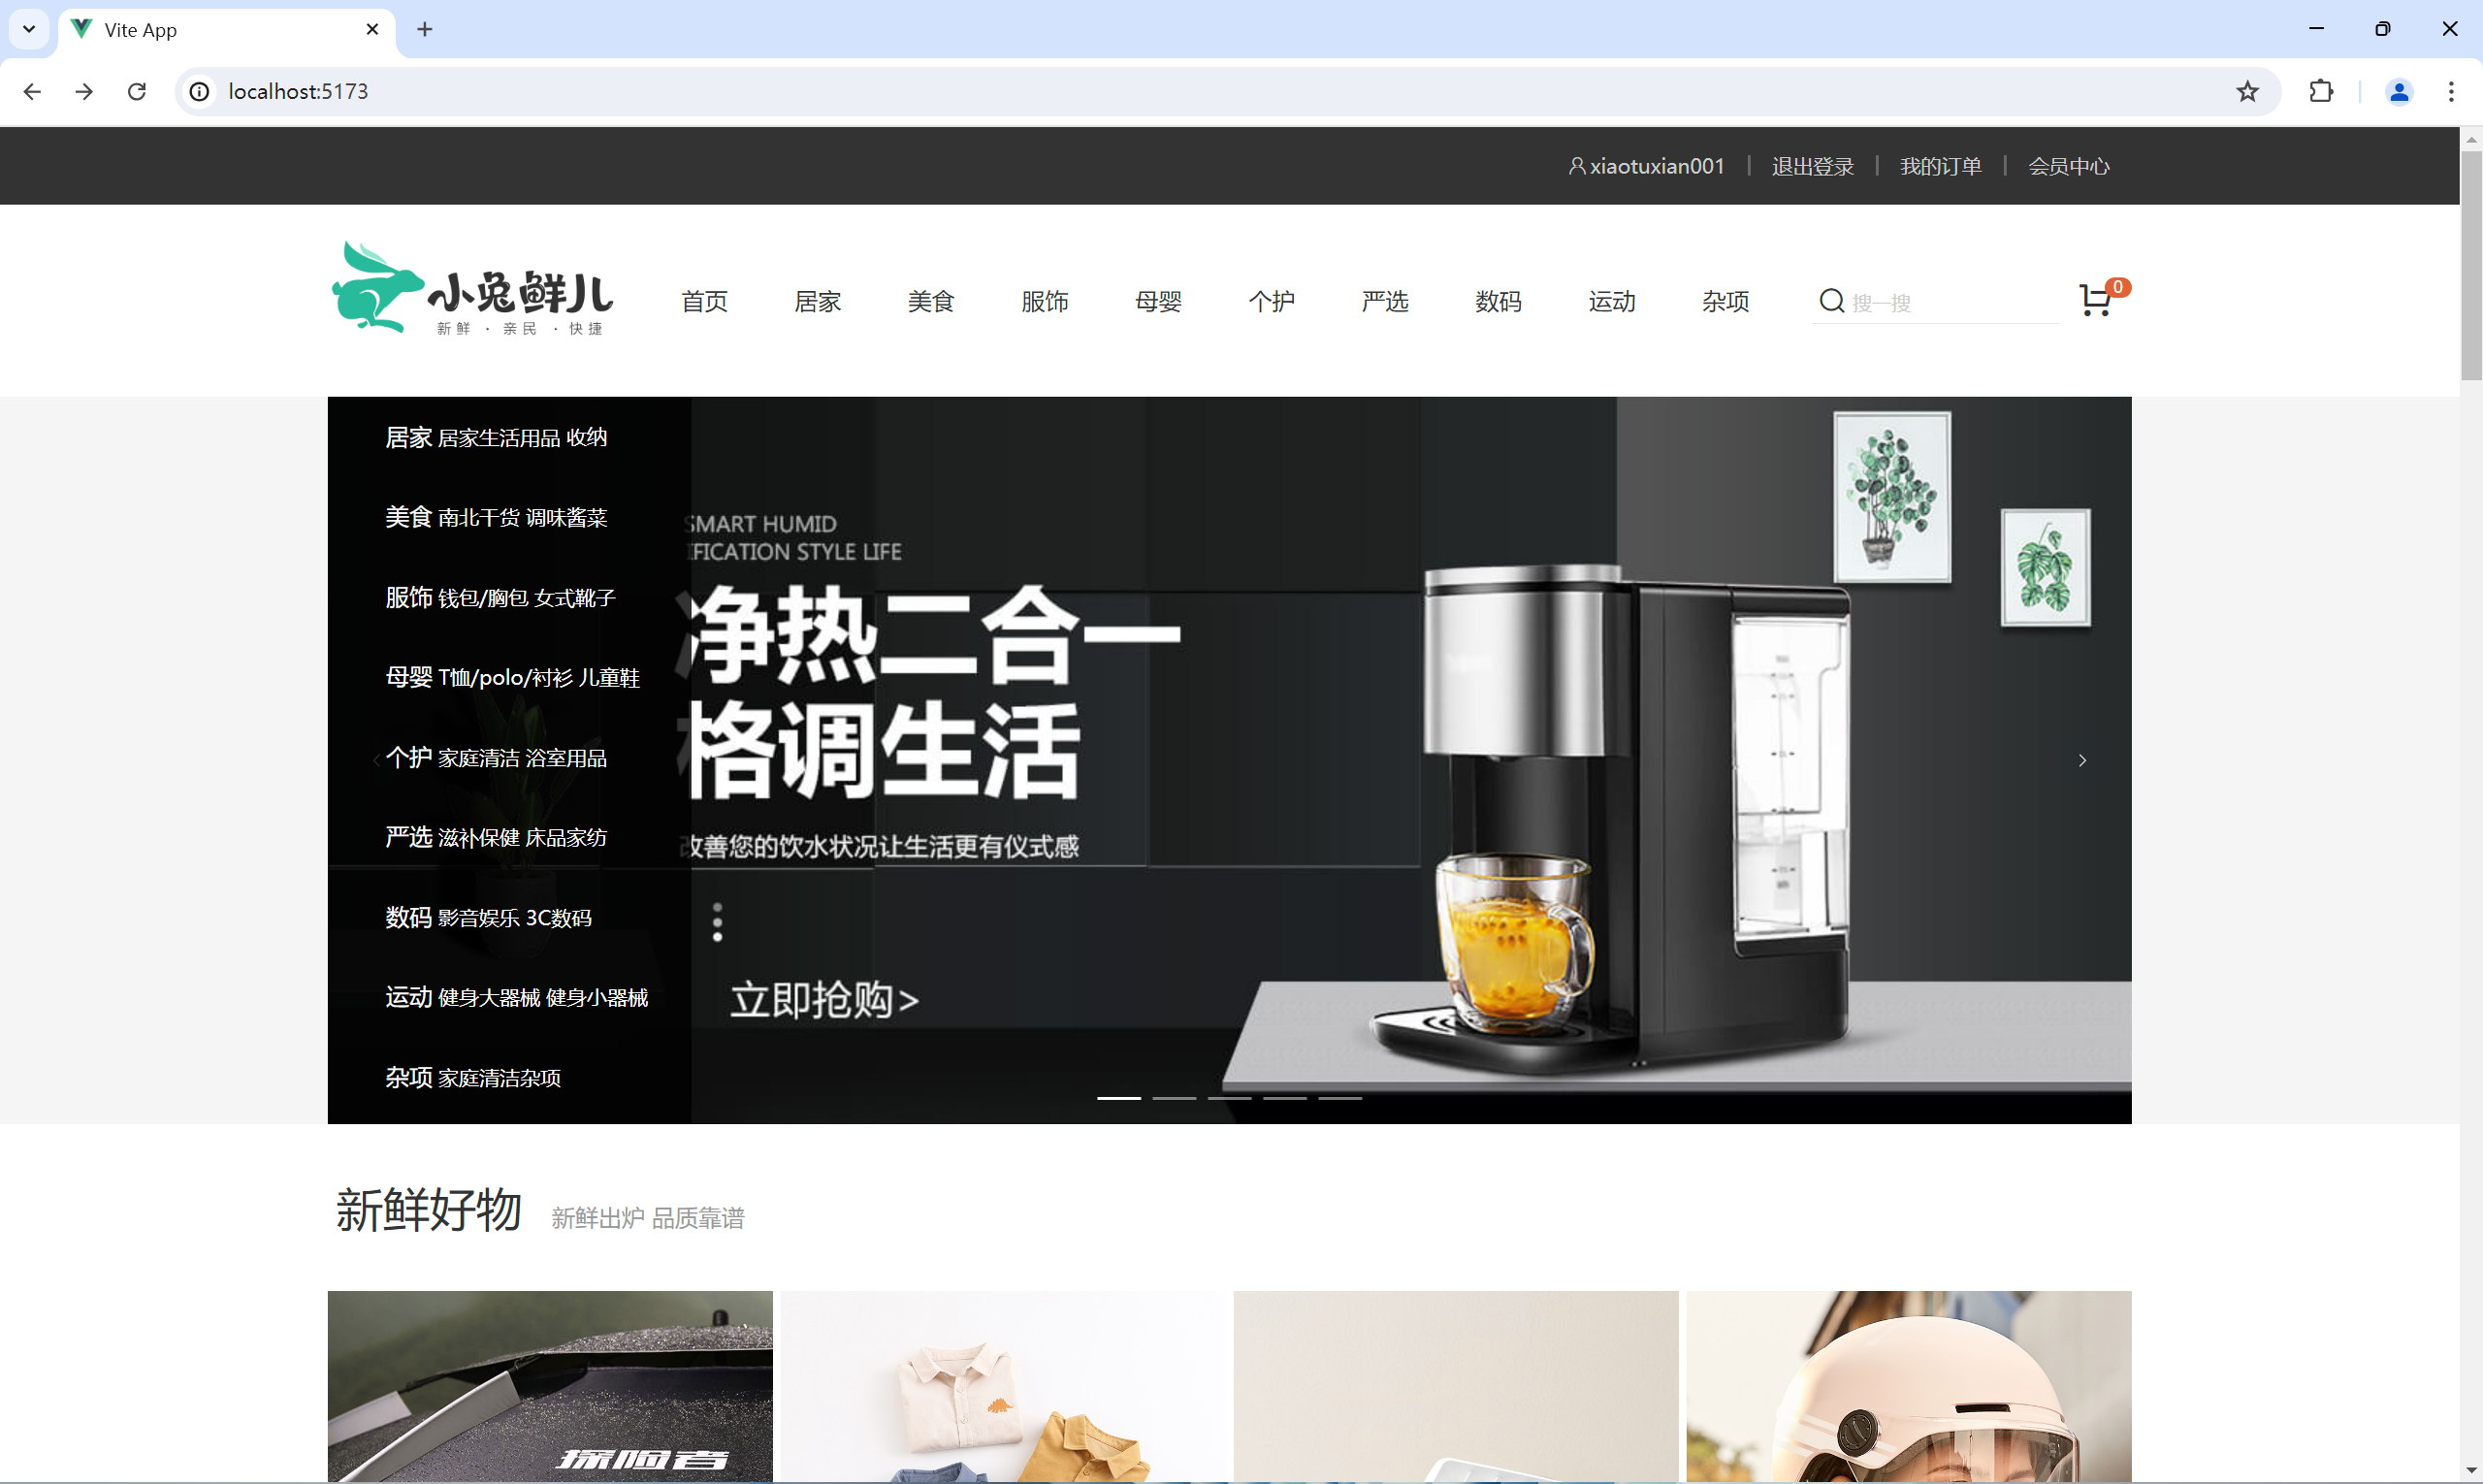 Vite App
localhost:5173
xiaotuxian001 退出登录 我的订单 会员中心
小兔鲜儿
新鲜 · 亲民 · 快捷
首页 居家 美食 服饰 母婴 个护 严选 数码 运动 杂项 搜一搜 0
居家 居家生活用品 收纳
美食 南北干货 调味酱菜
服饰 钱包/胸包 女式靴子
母婴 T恤/polo/衬衫 儿童鞋
个护 家庭清洁 浴室用品
严选 滋补保健 床品家纺
数码 影音娱乐 3C数码
运动 健身大器械 健身小器械
杂项 家庭清洁杂项
SMART HUMID
IFICATION STYLE LIFE
净热二合一
格调生活
改善您的饮水状况让生活更有仪式感
立即抢购>
新鲜好物 新鲜出炉 品质靠谱
探险者